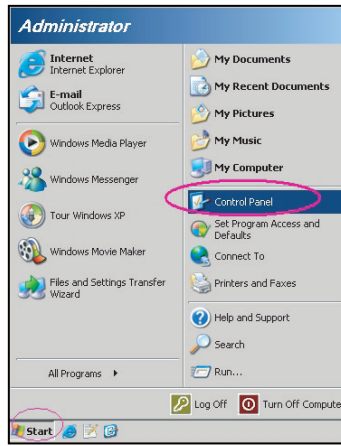 Administrator
Internet
Internet Explorer
E-mail
Outlook Express
Windows Media Player
Windows Messenger
Tour Windows XP
Windows Movie Maker
Files and Settings Transfer
Wizard
All Programs
My Documents
My Recent Documents
My Pictures
My Music
My Computer
Control Panel
Set Program Access and
Defaults
Connect To
Printers and Faxes
Help and Support
Search
Run...
Log Off
Turn Off Compute
Start